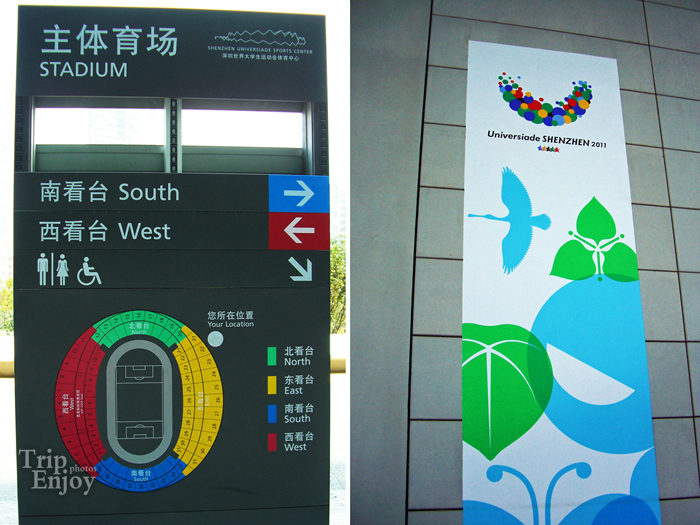 主体育场
STADIUM
SHENZHEN UNIVERSIADE SPORTS CENTER
深圳世界大学生运动会体育中心
南看台 South
西看台 West
您所在位置
Your Location
北看台
North
西看台
West
南看台
South
北看台
North
东看台
East
南看台
South
西看台
West
Trip
Enjoy photos
Universiade SHENZHEN 2011